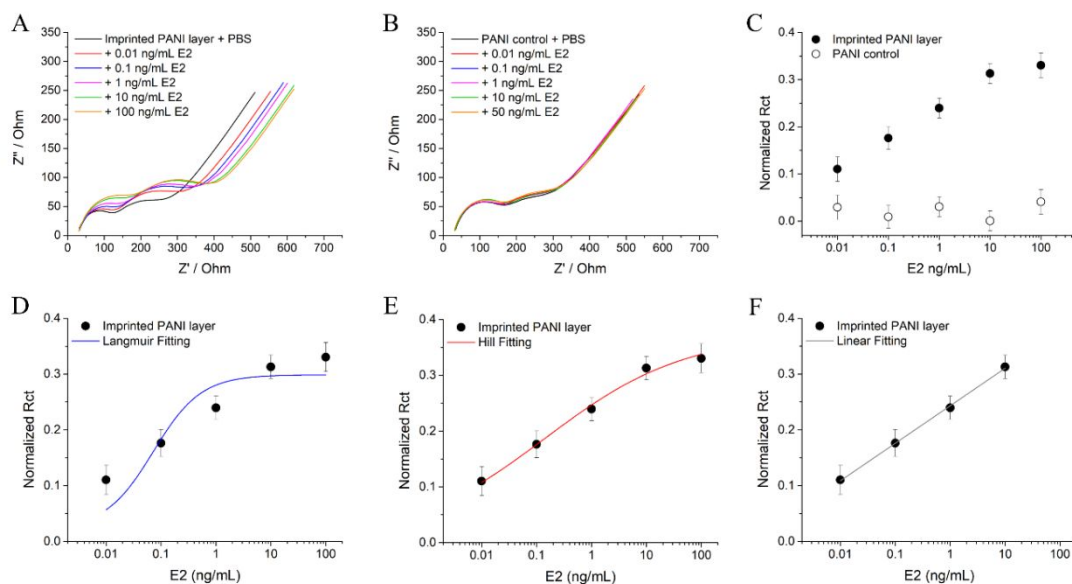 A
Imprinted PANI layer + PBS
+ 0.01 ng/mL E2
+ 0.1 ng/mL E2
+ 1 ng/mL E2
+ 10 ng/mL E2
+ 100 ng/mL E2
350
300
250
200
150
100
50
0
Z'' / Ohm
0 100 200 300 400 500 600 700
Z' / Ohm
B
PANI control + PBS
+ 0.01 ng/mL E2
+ 0.1 ng/mL E2
+ 1 ng/mL E2
+ 10 ng/mL E2
+ 50 ng/mL E2
350
300
250
200
150
100
50
0
Z'' / Ohm
0 100 200 300 400 500 600 700
Z' / Ohm
C
Imprinted PANI layer
PANI control
0.4
0.3
0.2
0.1
0.0
Normalized Rct
0.01 0.1 1 10 100
E2 ng/mL)
D
Imprinted PANI layer
Langmuir Fitting
0.4
0.3
0.2
0.1
0.0
Normalized Rct
0.01 0.1 1 10 100
E2 (ng/mL)
E
Imprinted PANI layer
Hill Fitting
0.4
0.3
0.2
0.1
0.0
Normalized Rct
0.01 0.1 1 10 100
E2 (ng/mL)
F
Imprinted PANI layer
Linear Fitting
0.4
0.3
0.2
0.1
0.0
Normalized Rct
0.01 0.1 1 10 100
E2 (ng/mL)